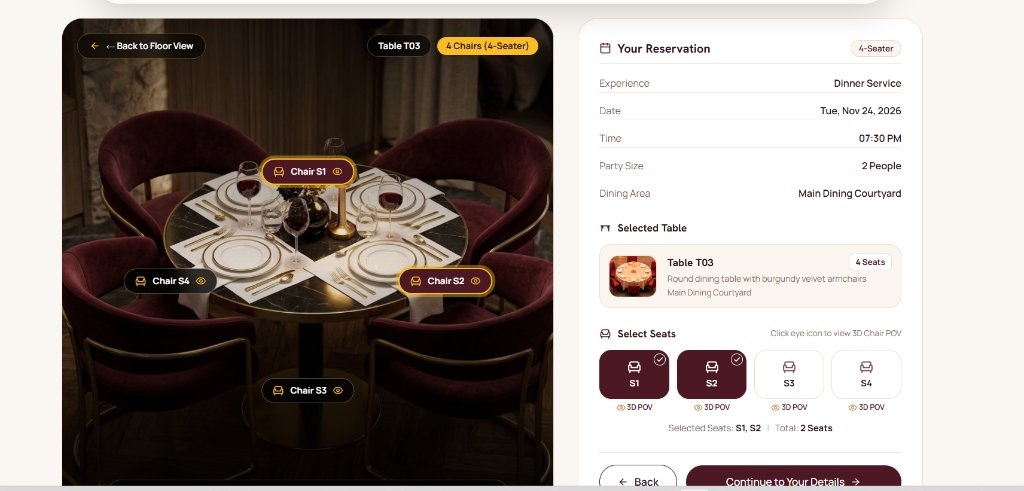 ← Back to Floor View
Table T03
4 Chairs (4-Seater)
Chair S1
Chair S4
Chair S2
Chair S3
Your Reservation
4-Seater
Experience
Dinner Service
Date
Tue, Nov 24, 2026
Time
07:30 PM
Party Size
2 People
Dining Area
Main Dining Courtyard
Selected Table
Table T03
4 Seats
Round dining table with burgundy velvet armchairs
Main Dining Courtyard
Select Seats
Click eye icon to view 3D Chair POV
S1
S2
S3
S4
3D POV
3D POV
3D POV
3D POV
Selected Seats: S1, S2 | Total: 2 Seats
← Back
Continue to Your Details →